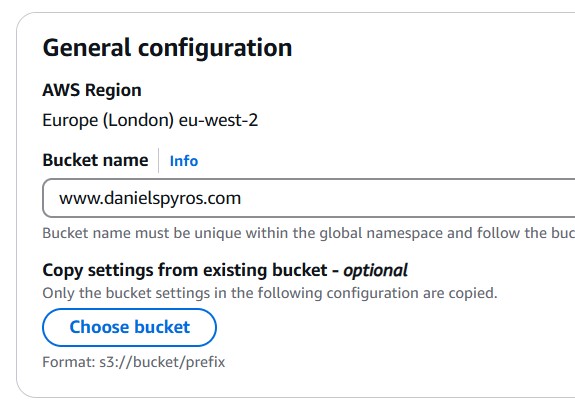 General configuration
AWS Region
Europe (London) eu-west-2
Bucket name Info
www.danielspyros.com
Bucket name must be unique within the global namespace and follow the buc
Copy settings from existing bucket - optional
Only the bucket settings in the following configuration are copied.
Choose bucket
Format: s3://bucket/prefix